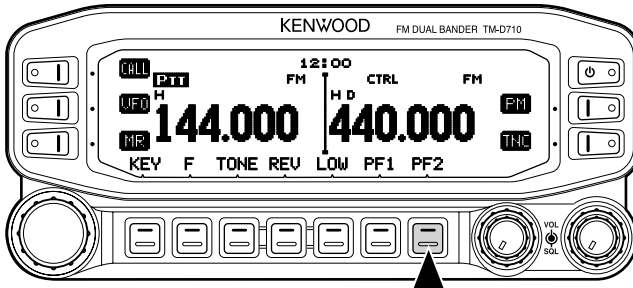 KENWOOD FM DUAL BANDER TM-D710
12:00
CALL PTT FM CTRL FM
VFO H 144.000 H D 440.000 PM
MR TNC
KEY F TONE REV LOW PF1 PF2
VOL
SQL